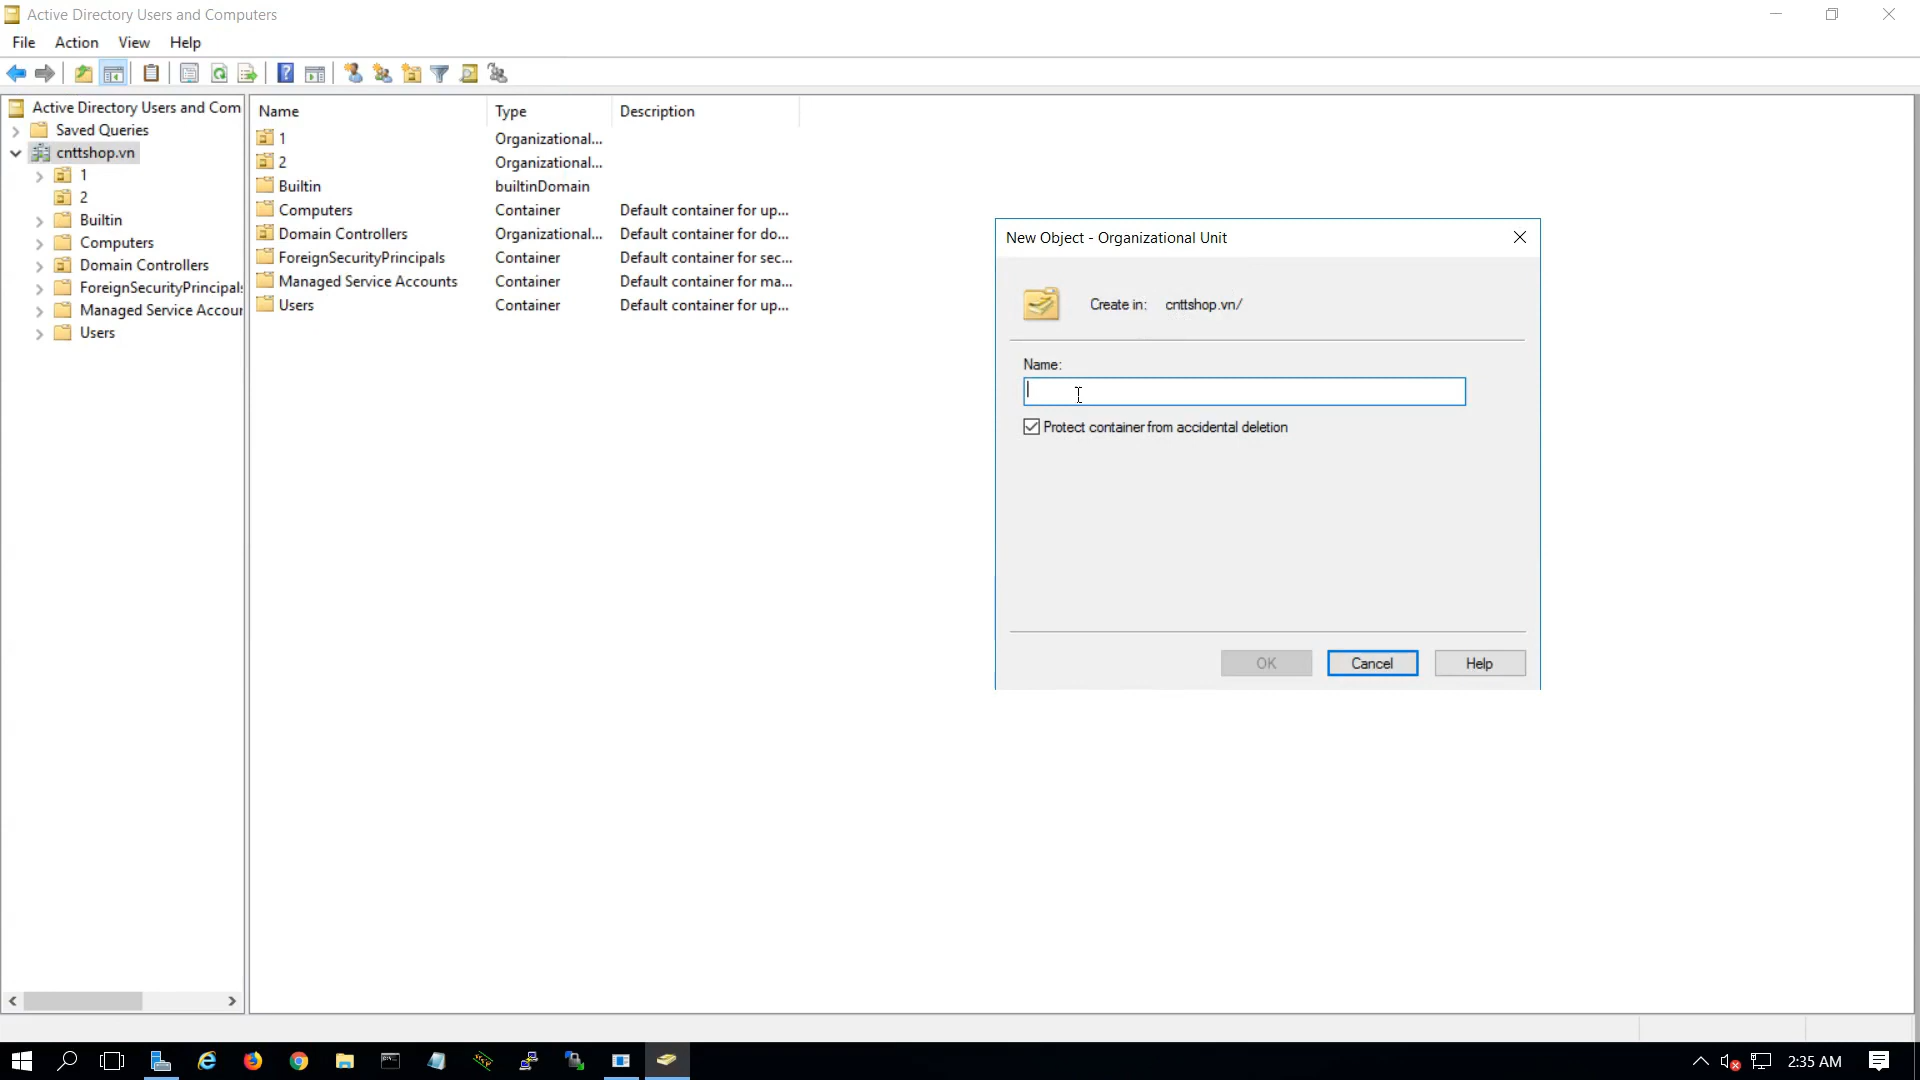 Active Directory Users and Computers
File Action View Help
Active Directory Users and Com
Saved Queries
cnttshop.vn
1
2
Builtin
Computers
Domain Controllers
ForeignSecurityPrincipals
Managed Service Accour
Users
Name Type Description
1 Organizational...
2 Organizational...
Builtin builtinDomain
Computers Container Default container for up...
Domain Controllers Organizational... Default container for do...
ForeignSecurityPrincipals Container Default container for sec...
Managed Service Accounts Container Default container for ma...
Users Container Default container for up...
New Object - Organizational Unit
Create in: cnttshop.vn/
Name:
Protect container from accidental deletion
OK Cancel Help
2:35 AM